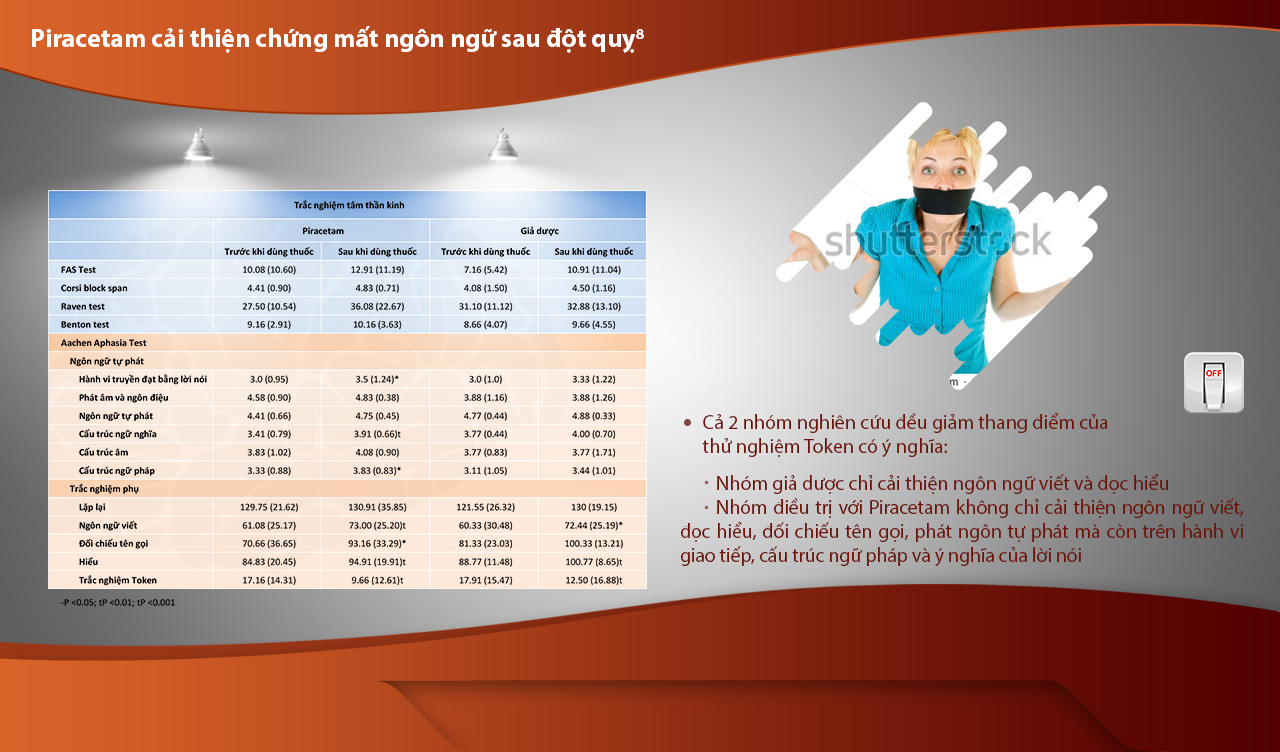 Piracetam cải thiện chứng mất ngôn ngữ sau đột quỵ⁸
Trắc nghiệm tâm thần kinh
Piracetam Giả dược
Trước khi dùng thuốc Sau khi dùng thuốc Trước khi dùng thuốc Sau khi dùng thuốc
FAS Test 10.08 (10.60) 12.91 (11.19) 7.16 (5.42) 10.91 (11.04)
Corsi block span 4.41 (0.90) 4.83 (0.71) 4.08 (1.50) 4.50 (1.16)
Raven test 27.50 (10.54) 36.08 (22.67) 31.10 (11.12) 32.88 (13.10)
Benton test 9.16 (2.91) 10.16 (3.63) 8.66 (4.07) 9.66 (4.55)
Aachen Aphasia Test
Ngôn ngữ tự phát
Hành vi truyền đạt bằng lời nói 3.0 (0.95) 3.5 (1.24)* 3.0 (1.0) 3.33 (1.22)
Phát âm và ngôn điệu 4.58 (0.90) 4.83 (0.38) 3.88 (1.16) 3.88 (1.26)
Ngôn ngữ tự phát 4.41 (0.66) 4.75 (0.45) 4.77 (0.44) 4.88 (0.33)
Cấu trúc ngữ nghĩa 3.41 (0.79) 3.91 (0.66)t 3.77 (0.44) 4.00 (0.70)
Cấu trúc âm 3.83 (1.02) 4.08 (0.90) 3.77 (0.83) 3.77 (1.71)
Cấu trúc ngữ pháp 3.33 (0.88) 3.83 (0.83)* 3.11 (1.05) 3.44 (1.01)
Trắc nghiệm phụ
Lặp lại 129.75 (21.62) 130.91 (35.85) 121.55 (26.32) 130 (19.15)
Ngôn ngữ viết 61.08 (25.17) 73.00 (25.20)t 60.33 (30.48) 72.44 (25.19)*
Đối chiếu tên gọi 70.66 (36.65) 93.16 (33.29)* 81.33 (23.03) 100.33 (13.21)
Hiểu 84.83 (20.45) 94.91 (19.91)t 88.77 (11.48) 100.77 (8.65)t
Trắc nghiệm Token 17.16 (14.31) 9.66 (12.61)t 17.91 (15.47) 12.50 (16.88)t
-P <0.05; tP <0.01; tP <0.001
shutterstock
m ·
OFF
• Cả 2 nhóm nghiên cứu đều giảm thang điểm của
thử nghiệm Token có ý nghĩa:
· Nhóm giả dược chỉ cải thiện ngôn ngữ viết và đọc hiểu
· Nhóm điều trị với Piracetam không chỉ cải thiện ngôn ngữ viết,
đọc hiểu, đối chiếu tên gọi, phát ngôn tự phát mà còn trên hành vi
giao tiếp, cấu trúc ngữ pháp và ý nghĩa của lời nói